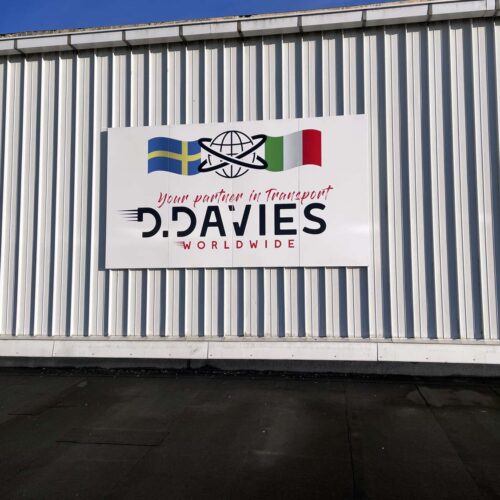 Your partner in Transport
D.DAVIES
WORLDWIDE